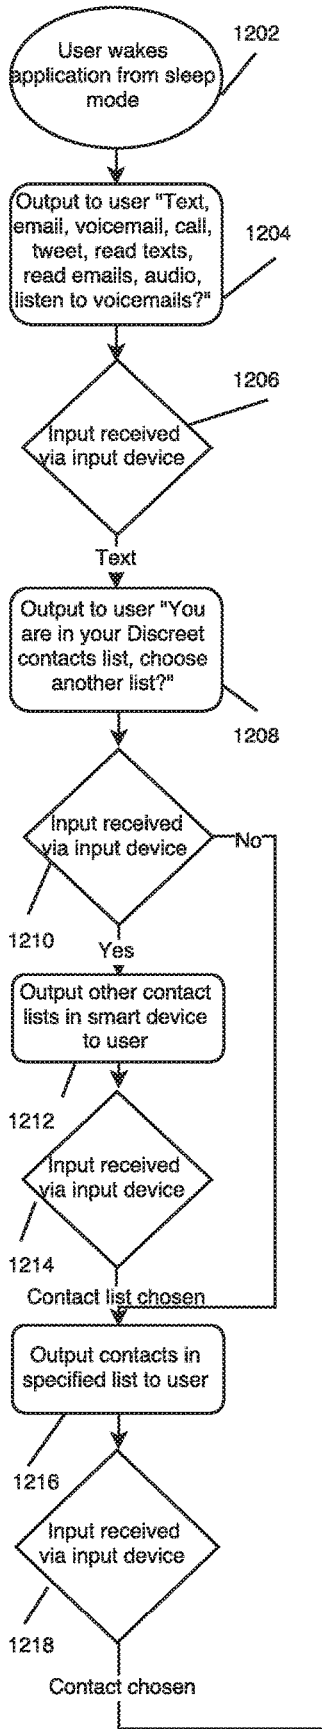 1202
User wakes
application from sleep
mode
Output to user "Text,
email, voicemail, call,
tweet, read texts,
read emails, audio,
listen to voicemails?"
1204
1206
Input received
via input device
Text
Output to user "You
are in your Discreet
contacts list, choose
another list?"
1208
Input received
via input device
No
1210
Yes
Output other contact
lists in smart device
to user
1212
Input received
via input device
1214
Contact list chosen
Output contacts in
specified list to user
1216
Input received
via input device
1218
Contact chosen